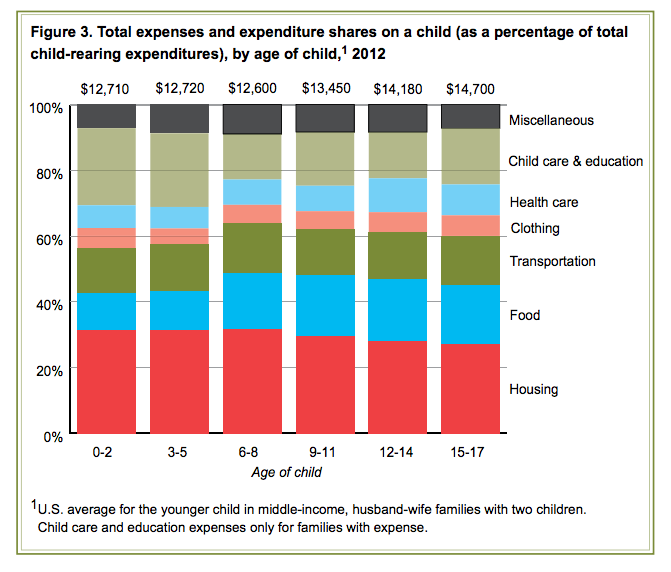 Figure 3. Total expenses and expenditure shares on a child (as a percentage of total
child-rearing expenditures), by age of child,¹ 2012
$12,710 $12,720 $12,600 $13,450 $14,180 $14,700
100%
80%
60%
40%
20%
0%
Miscellaneous
Child care & education
Health care
Clothing
Transportation
Food
Housing
0-2 3-5 6-8 9-11 12-14 15-17
Age of child
¹U.S. average for the younger child in middle-income, husband-wife families with two children.
Child care and education expenses only for families with expense.